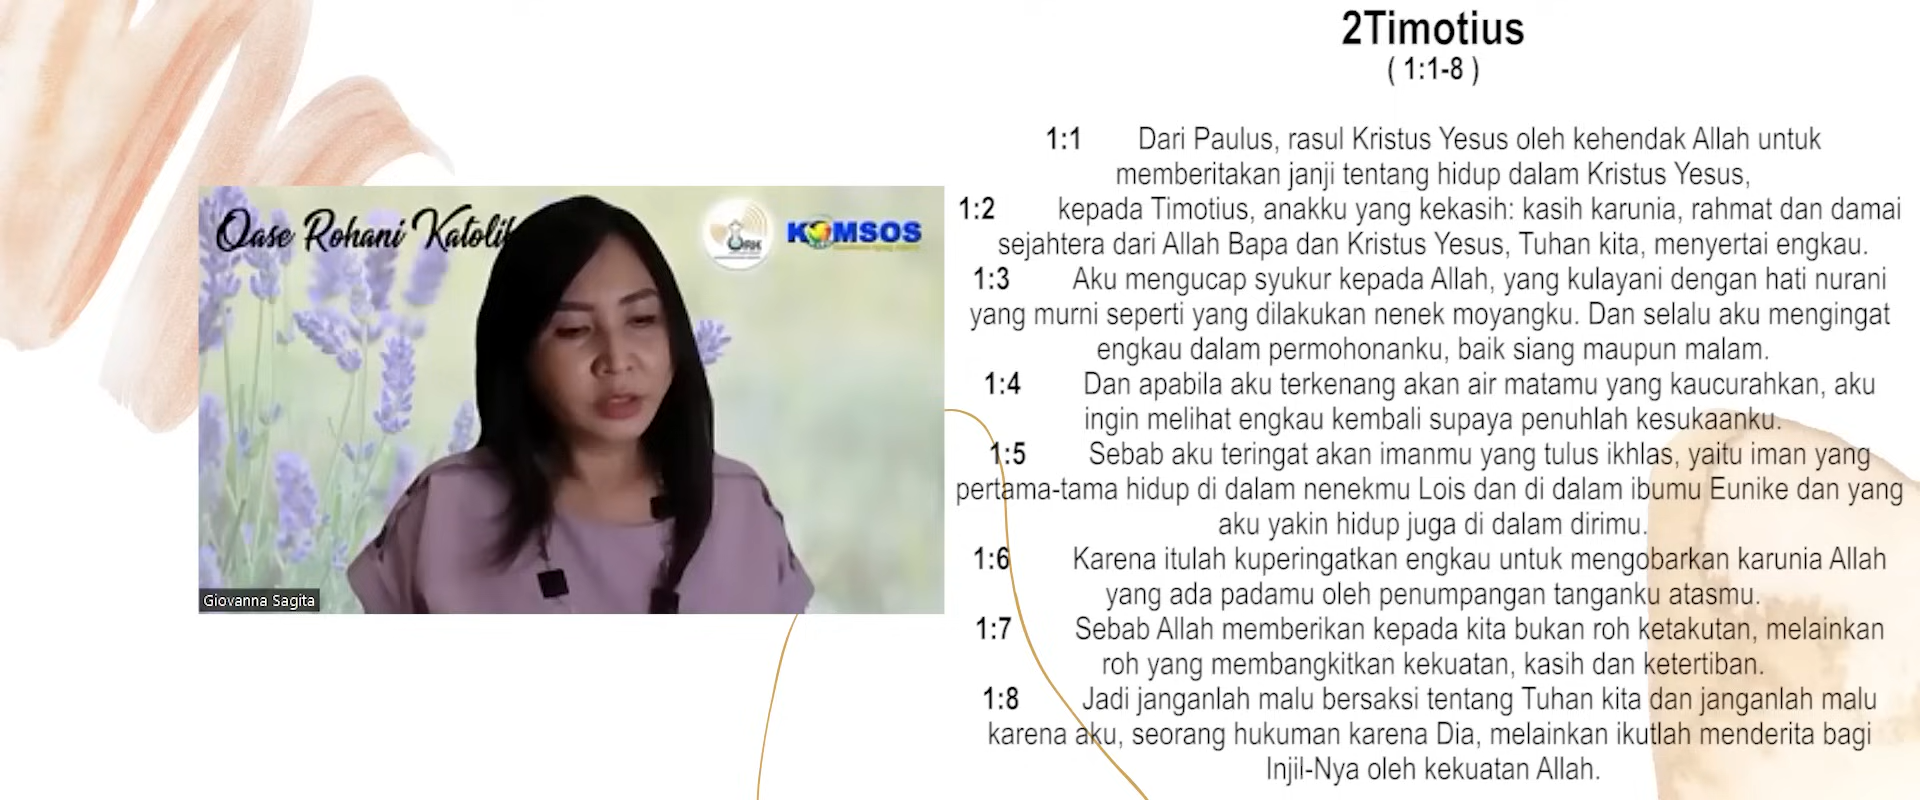 2Timotius
( 1:1-8 )
Oase Rohani Katolik
ORK
KOMSOS
Giovanna Sagita
1:1 Dari Paulus, rasul Kristus Yesus oleh kehendak Allah untuk
memberitakan janji tentang hidup dalam Kristus Yesus,
1:2 kepada Timotius, anakku yang kekasih: kasih karunia, rahmat dan damai
sejahtera dari Allah Bapa dan Kristus Yesus, Tuhan kita, menyertai engkau.
1:3 Aku mengucap syukur kepada Allah, yang kulayani dengan hati nurani
yang murni seperti yang dilakukan nenek moyangku. Dan selalu aku mengingat
engkau dalam permohonanku, baik siang maupun malam.
1:4 Dan apabila aku terkenang akan air matamu yang kaucurahkan, aku
ingin melihat engkau kembali supaya penuhlah kesukaanku.
1:5 Sebab aku teringat akan imanmu yang tulus ikhlas, yaitu iman yang
pertama-tama hidup di dalam nenekmu Lois dan di dalam ibumu Eunike dan yang
aku yakin hidup juga di dalam dirimu.
1:6 Karena itulah kuperingatkan engkau untuk mengobarkan karunia Allah
yang ada padamu oleh penumpangan tanganku atasmu.
1:7 Sebab Allah memberikan kepada kita bukan roh ketakutan, melainkan
roh yang membangkitkan kekuatan, kasih dan ketertiban.
1:8 Jadi janganlah malu bersaksi tentang Tuhan kita dan janganlah malu
karena aku, seorang hukuman karena Dia, melainkan ikutlah menderita bagi
Injil-Nya oleh kekuatan Allah.